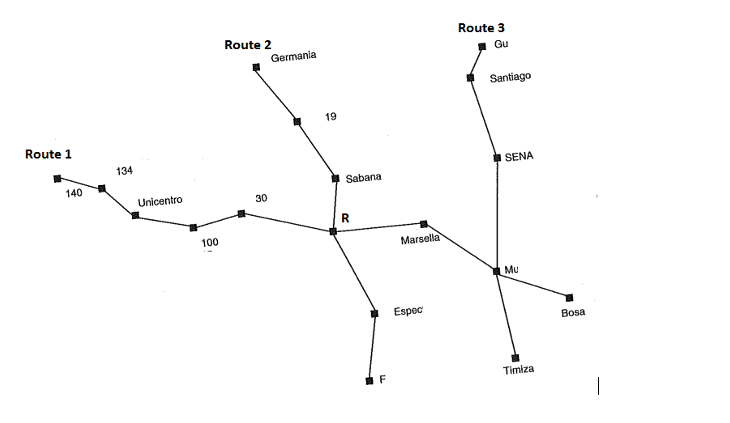 Route 3
Gu
Route 2
Germania
Santiago
19
Route 1
SENA
134
140
Sabana
Unicentro
30
R
100
Marsella
Mu
Espec
Bosa
Timiza
F